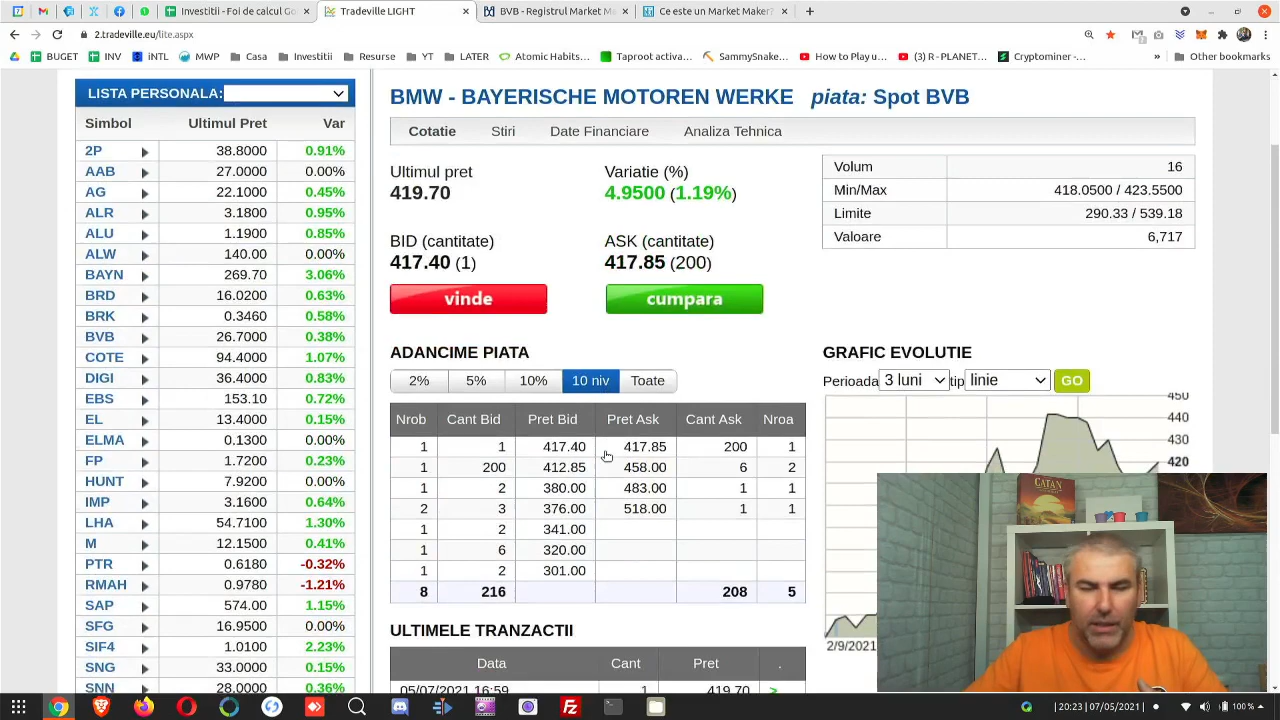 Investitii - Foi de calcul Go
Tradeville LIGHT
BVB - Registrul Market M
Ce este un Market Maker?
2.tradeville.eu/lite.aspx
BUGET INV iNTL MWP Casa Investitii Resurse YT LATER Atomic Habits... Taproot activa... SammySnake... How to Play u... (3) R - PLANET... Cryptominer -... » Other bookmarks
LISTA PERSONALA:
Simbol Ultimul Pret Var
2P 38.8000 0.91%
AAB 27.0000 0.00%
AG 22.1000 0.45%
ALR 3.1800 0.95%
ALU 1.1900 0.85%
ALW 140.00 0.00%
BAYN 269.70 3.06%
BRD 16.0200 0.63%
BRK 0.3460 0.58%
BVB 26.7000 0.38%
COTE 94.4000 1.07%
DIGI 36.4000 0.83%
EBS 153.10 0.72%
EL 13.4000 0.15%
ELMA 0.1300 0.00%
FP 1.7200 0.23%
HUNT 7.9200 0.00%
IMP 3.1600 0.64%
LHA 54.7100 1.30%
M 12.1500 0.41%
PTR 0.6180 -0.32%
RMAH 0.9780 -1.21%
SAP 574.00 1.15%
SFG 16.9500 0.00%
SIF4 1.0100 2.23%
SNG 33.0000 0.15%
SNN 28.0000 0.36%
BMW - BAYERISCHE MOTOREN WERKE piata: Spot BVB
Cotatie Stiri Date Financiare Analiza Tehnica
Ultimul pret
419.70
Variatie (%)
4.9500 (1.19%)
BID (cantitate)
417.40 (1)
ASK (cantitate)
417.85 (200)
vinde
cumpara
Volum 16
Min/Max 418.0500 / 423.5500
Limite 290.33 / 539.18
Valoare 6,717
ADANCIME PIATA
2% 5% 10% 10 niv Toate
Nrob Cant Bid Pret Bid Pret Ask Cant Ask Nroa
1 1 417.40 417.85 200 1
1 200 412.85 458.00 6 2
1 2 380.00 483.00 1 1
2 3 376.00 518.00 1 1
1 2 341.00
1 6 320.00
1 2 301.00
8 216 208 5
ULTIMELE TRANZACTII
Data Cant Pret .
05/07/2021 16:59 1 419.70 >
GRAFIC EVOLUTIE
Perioada 3 luni tip linie GO
450
440
430
420
2/9/2021
CATAN
20:23 | 07/05/2021
100 %